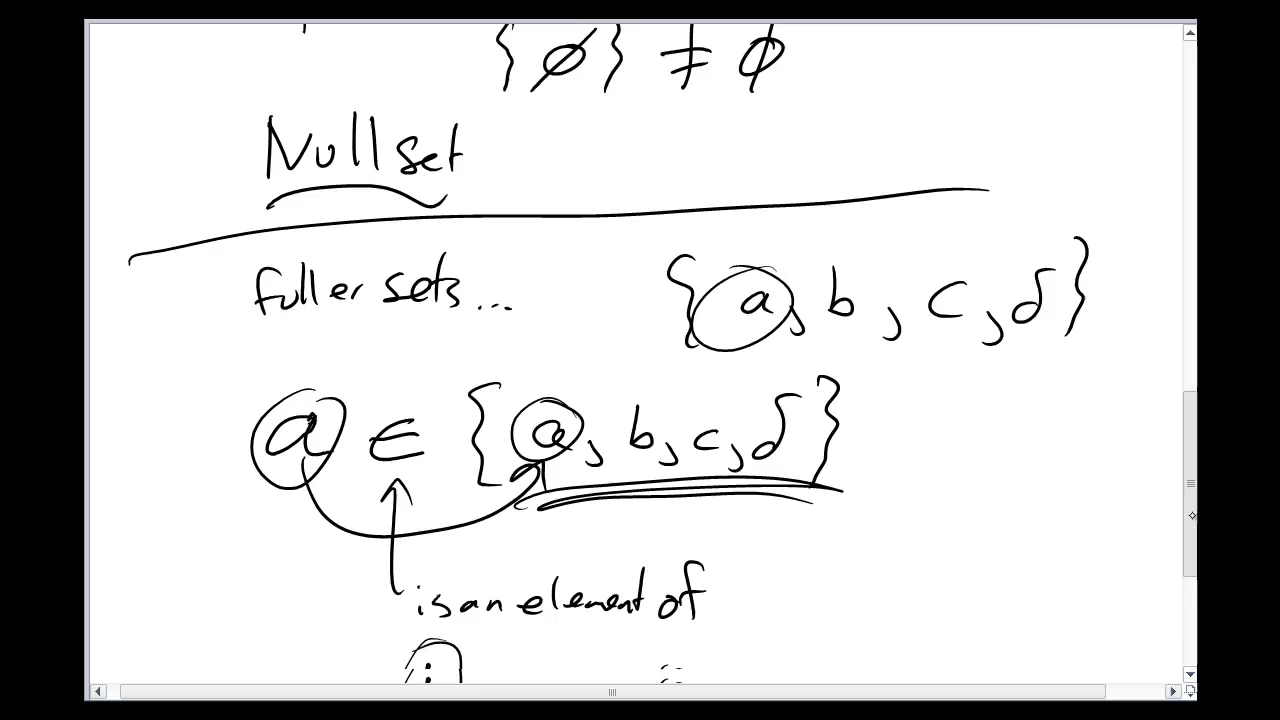 { ∅ } ≠ ∅
Null set
fuller sets...
{ a, b, c, d }
a ∈ { a, b, c, d }
is an element of